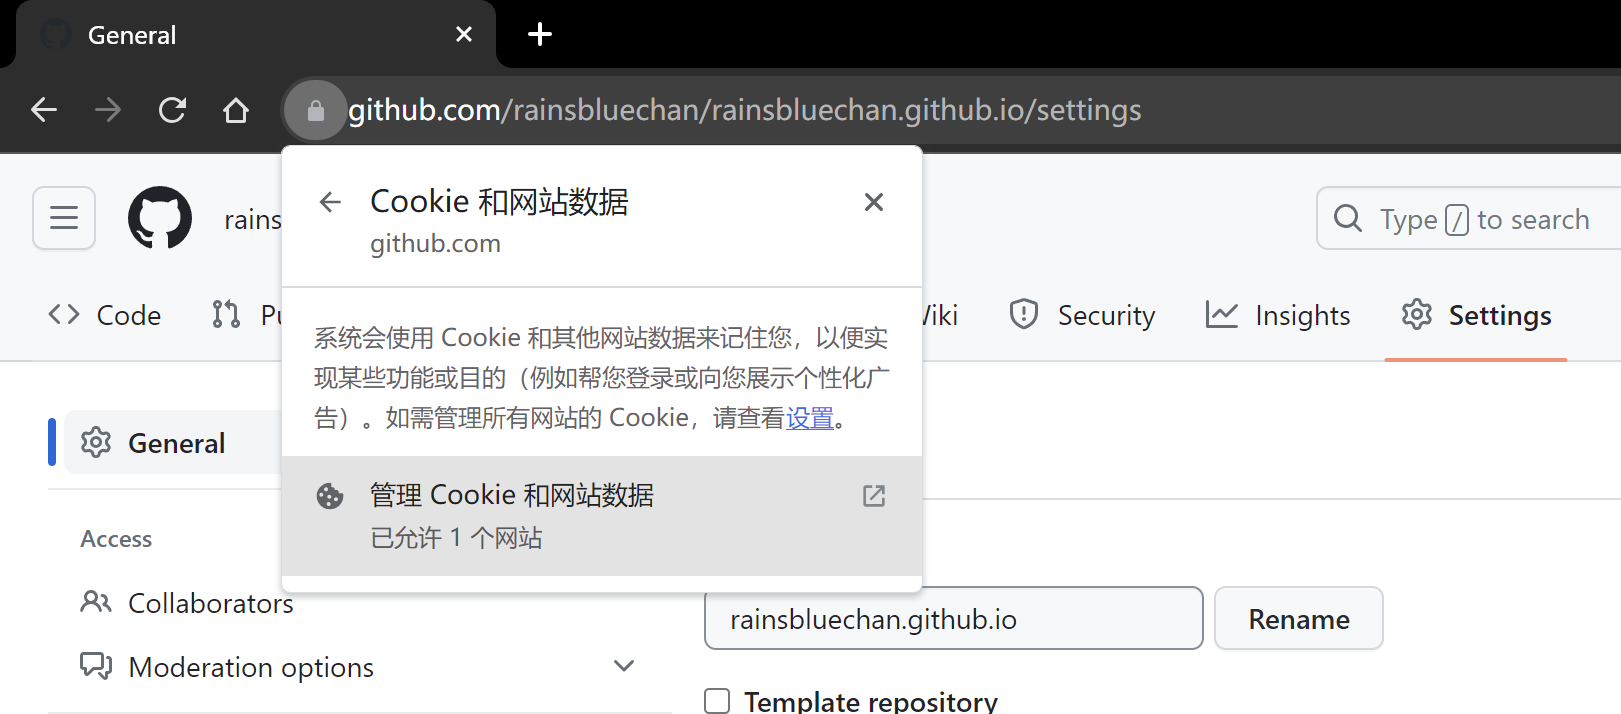 General
github.com/rainsbluechan/rainsbluechan.github.io/settings
Cookie 和网站数据
github.com
rains
Type / to search
Code
Security
Insights
Settings
系统会使用 Cookie 和其他网站数据来记住您，以便实
现某些功能或目的（例如帮您登录或向您展示个性化广
告）。如需管理所有网站的 Cookie，请查看设置。
General
管理 Cookie 和网站数据
已允许 1 个网站
Access
Collaborators
rainsbluechan.github.io
Rename
Moderation options
Template repository